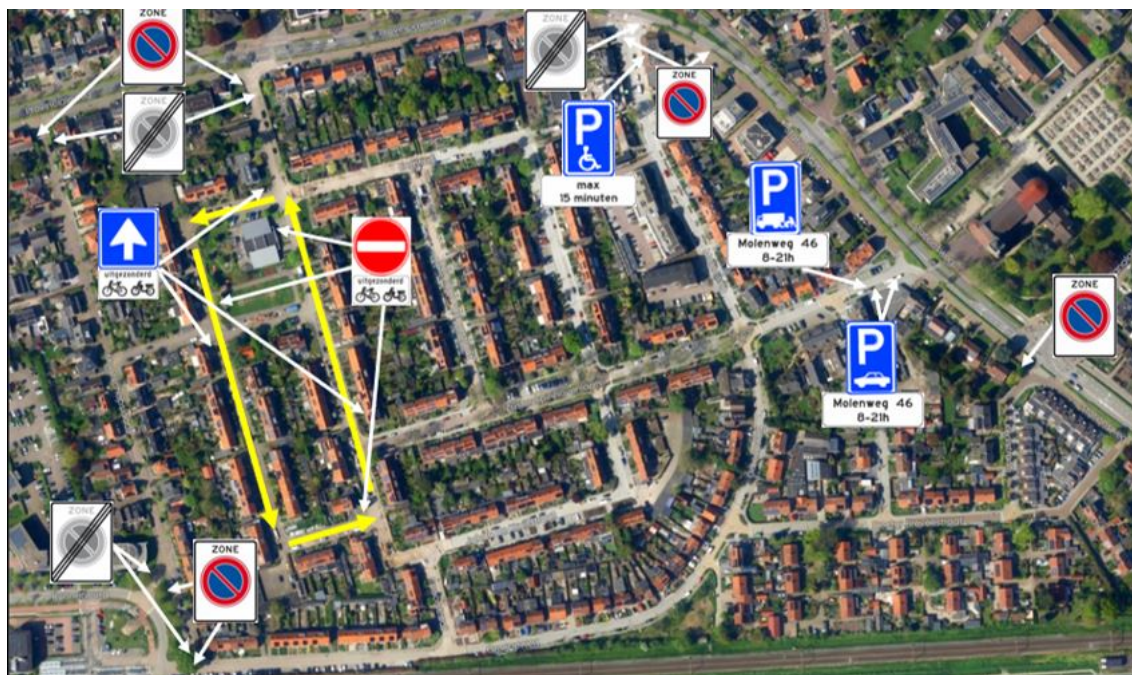 ZONE
ZONE
ZONE
ZONE
P
max
15 minuten
P
Molenweg 46
8-21h
uitgezonderd
uitgezonderd
ZONE
P
Molenweg 46
8-21h
ZONE
ZONE